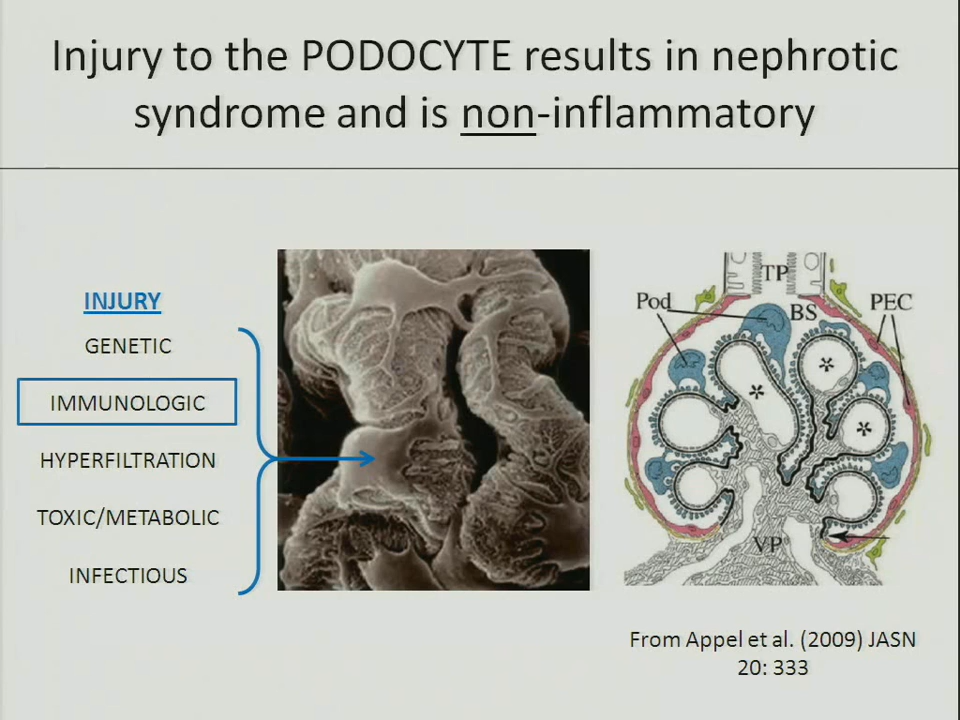 Injury to the PODOCYTE results in nephrotic
syndrome and is non-inflammatory
INJURY
GENETIC
IMMUNOLOGIC
HYPERFILTRATION
TOXIC/METABOLIC
INFECTIOUS
TP
Pod
BS
PEC
*
*
*
VP
From Appel et al. (2009) JASN
20: 333